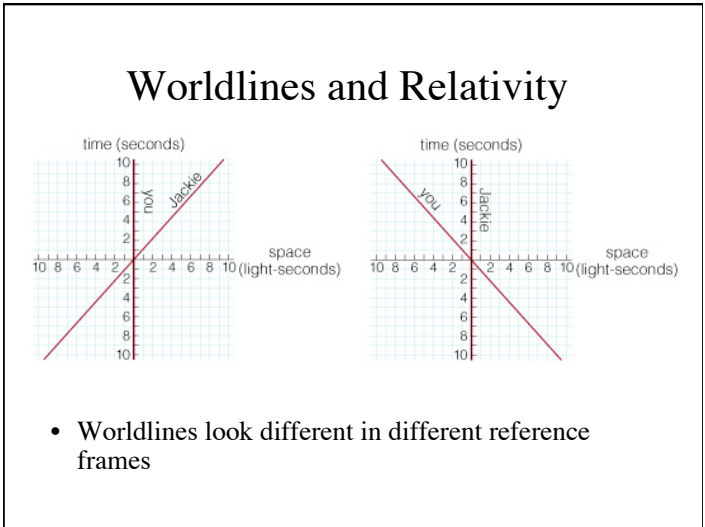 Worldlines and Relativity
time (seconds)
10
8
6
4
2
you
Jackie
space
(light-seconds)
10 8 6 4 2 2 4 6 8 10
2
4
6
8
10
time (seconds)
10
8
6
4
2
you
Jackie
space
(light-seconds)
10 8 6 4 2 2 4 6 8 10
2
4
6
8
10
• Worldlines look different in different reference
frames